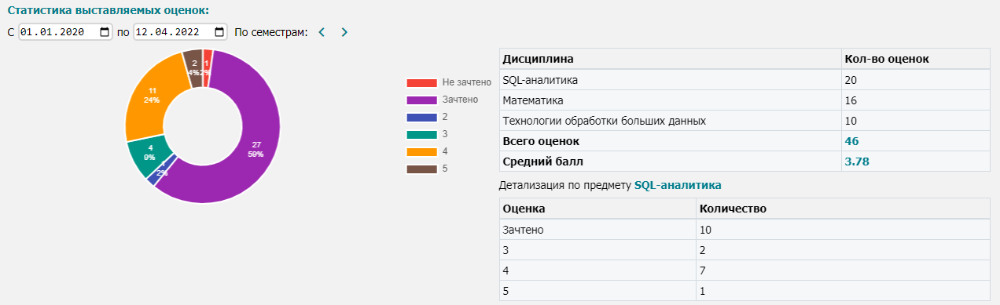 Статистика выставляемых оценок:
С 01.01.2020 по 12.04.2022 По семестрам:
2
4%
1
2%
11
24%
4
9%
1
2%
27
59%
Не зачтено
Зачтено
2
3
4
5
Дисциплина Кол-во оценок
SQL-аналитика 20
Математика 16
Технологии обработки больших данных 10
Всего оценок 46
Средний балл 3.78
Детализация по предмету SQL-аналитика
Оценка Количество
Зачтено 10
3 2
4 7
5 1